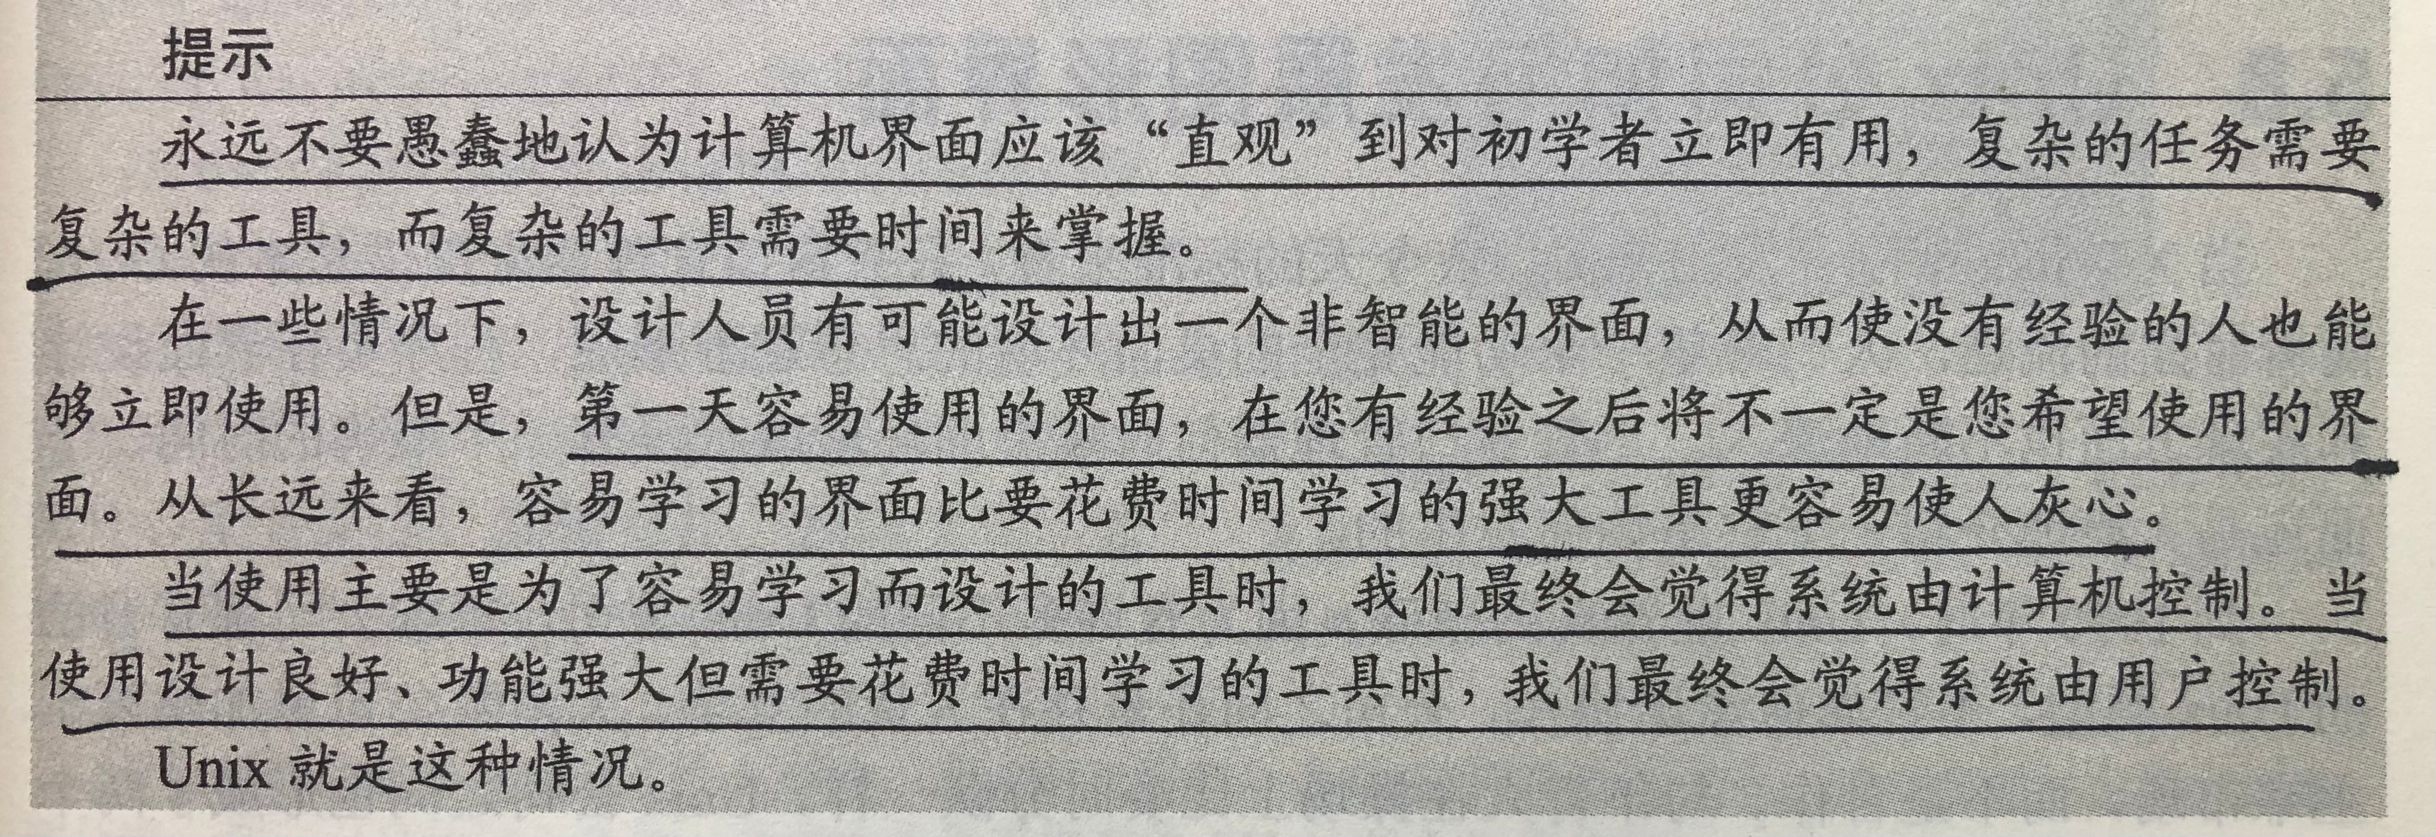 提示
永远不要愚蠢地认为计算机界面应该“直观”到对初学者立即有用，复杂的任务需要
复杂的工具，而复杂的工具需要时间来掌握。
在一些情况下，设计人员有可能设计出一个非智能的界面，从而使没有经验的人也能
够立即使用。但是，第一天容易使用的界面，在您有经验之后将不一定是您希望使用的界
面。从长远来看，容易学习的界面比要花费时间学习的强大工具更容易使人灰心。
当使用主要是为了容易学习而设计的工具时，我们最终会觉得系统由计算机控制。当
使用设计良好、功能强大但需要花费时间学习的工具时，我们最终会觉得系统由用户控制。
Unix 就是这种情况。